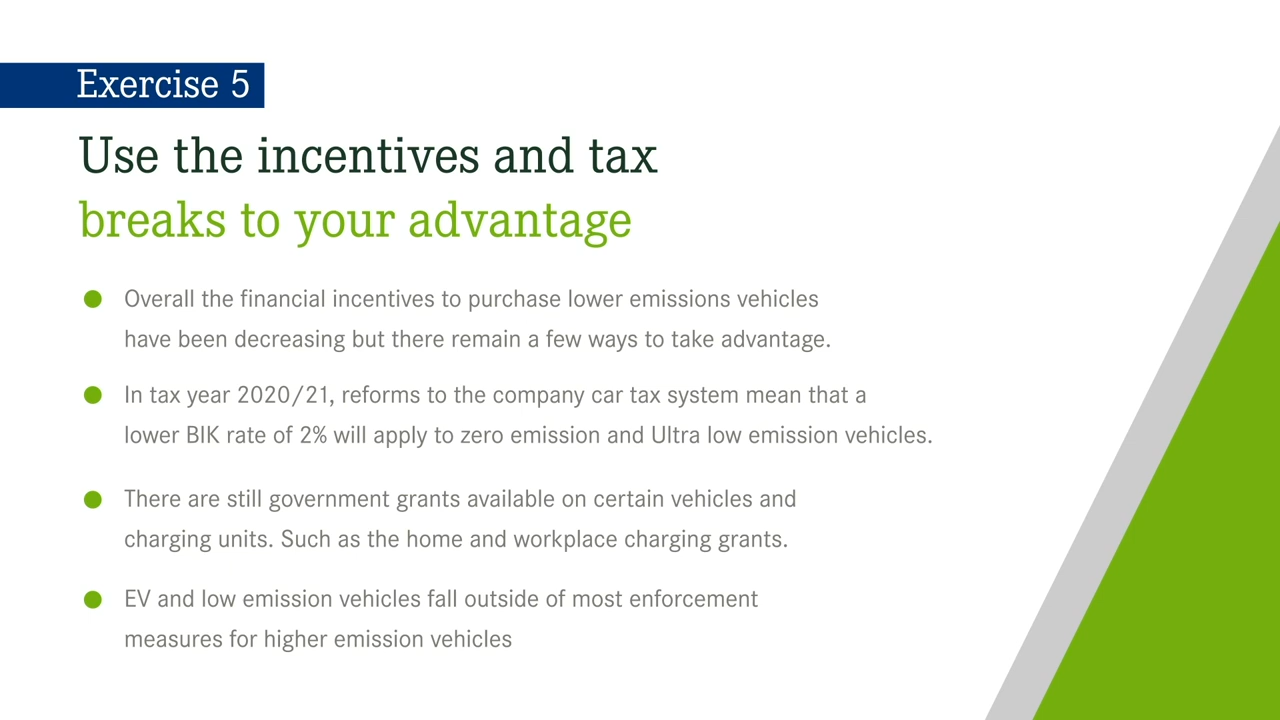 Exercise 5
Use the incentives and tax
breaks to your advantage
Overall the financial incentives to purchase lower emissions vehicles
have been decreasing but there remain a few ways to take advantage.
In tax year 2020/21, reforms to the company car tax system mean that a
lower BIK rate of 2% will apply to zero emission and Ultra low emission vehicles.
There are still government grants available on certain vehicles and
charging units. Such as the home and workplace charging grants.
EV and low emission vehicles fall outside of most enforcement
measures for higher emission vehicles